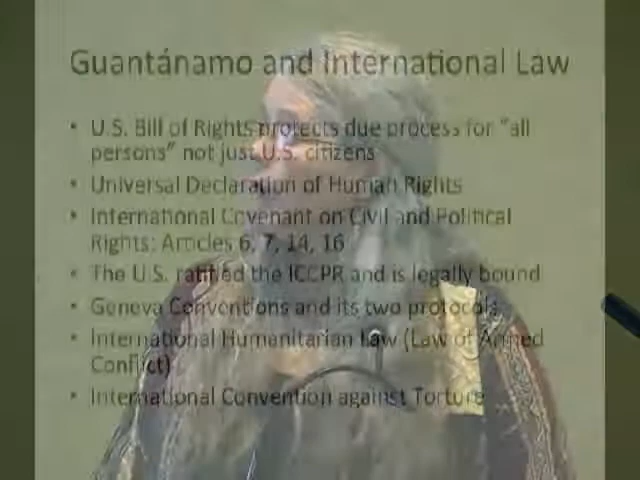 Guantánamo and International Law
• U.S. Bill of Rights protects due process for "all
persons" not just U.S. citizens
• Universal Declaration of Human Rights
• International Covenant on Civil and Political
Rights: Articles 6, 7, 14, 16
• The U.S. ratified the ICCPR and is legally bound
• Geneva Conventions and its two protocols
• International Humanitarian Law (Law of Armed
Conflict)
• International Convention against Torture